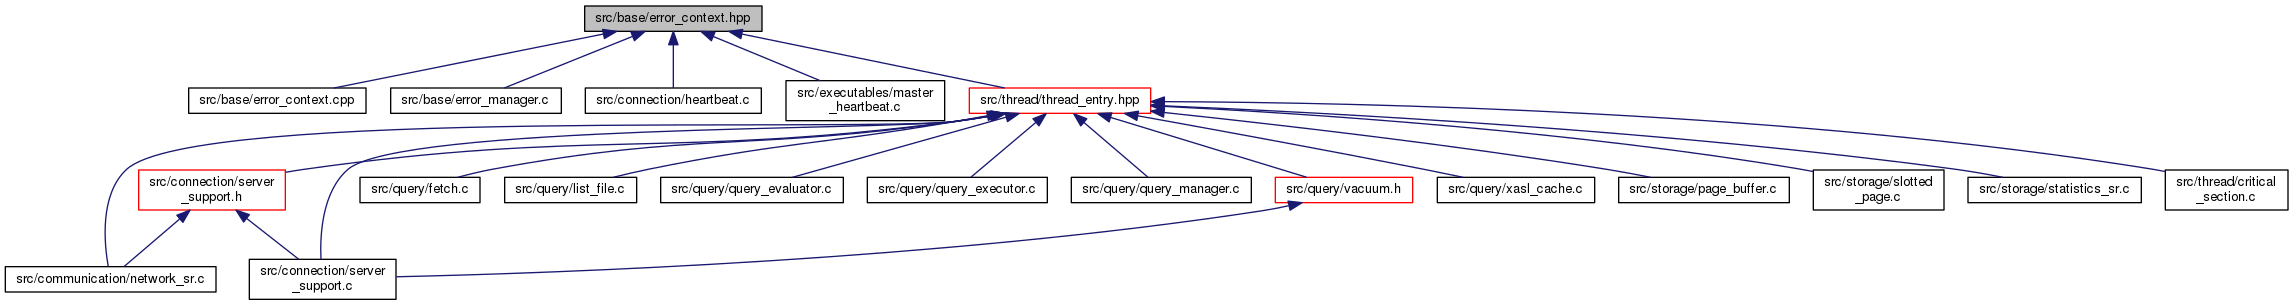 src/base/error_context.hpp
src/base/error_context.cpp
src/base/error_manager.c
src/connection/heartbeat.c
src/executables/master
_heartbeat.c
src/thread/thread_entry.hpp
src/connection/server
_support.h
src/query/fetch.c
src/query/list_file.c
src/query/query_evaluator.c
src/query/query_executor.c
src/query/query_manager.c
src/query/vacuum.h
src/query/xasl_cache.c
src/storage/page_buffer.c
src/storage/slotted
_page.c
src/storage/statistics_sr.c
src/thread/critical
_section.c
src/communication/network_sr.c
src/connection/server
_support.c